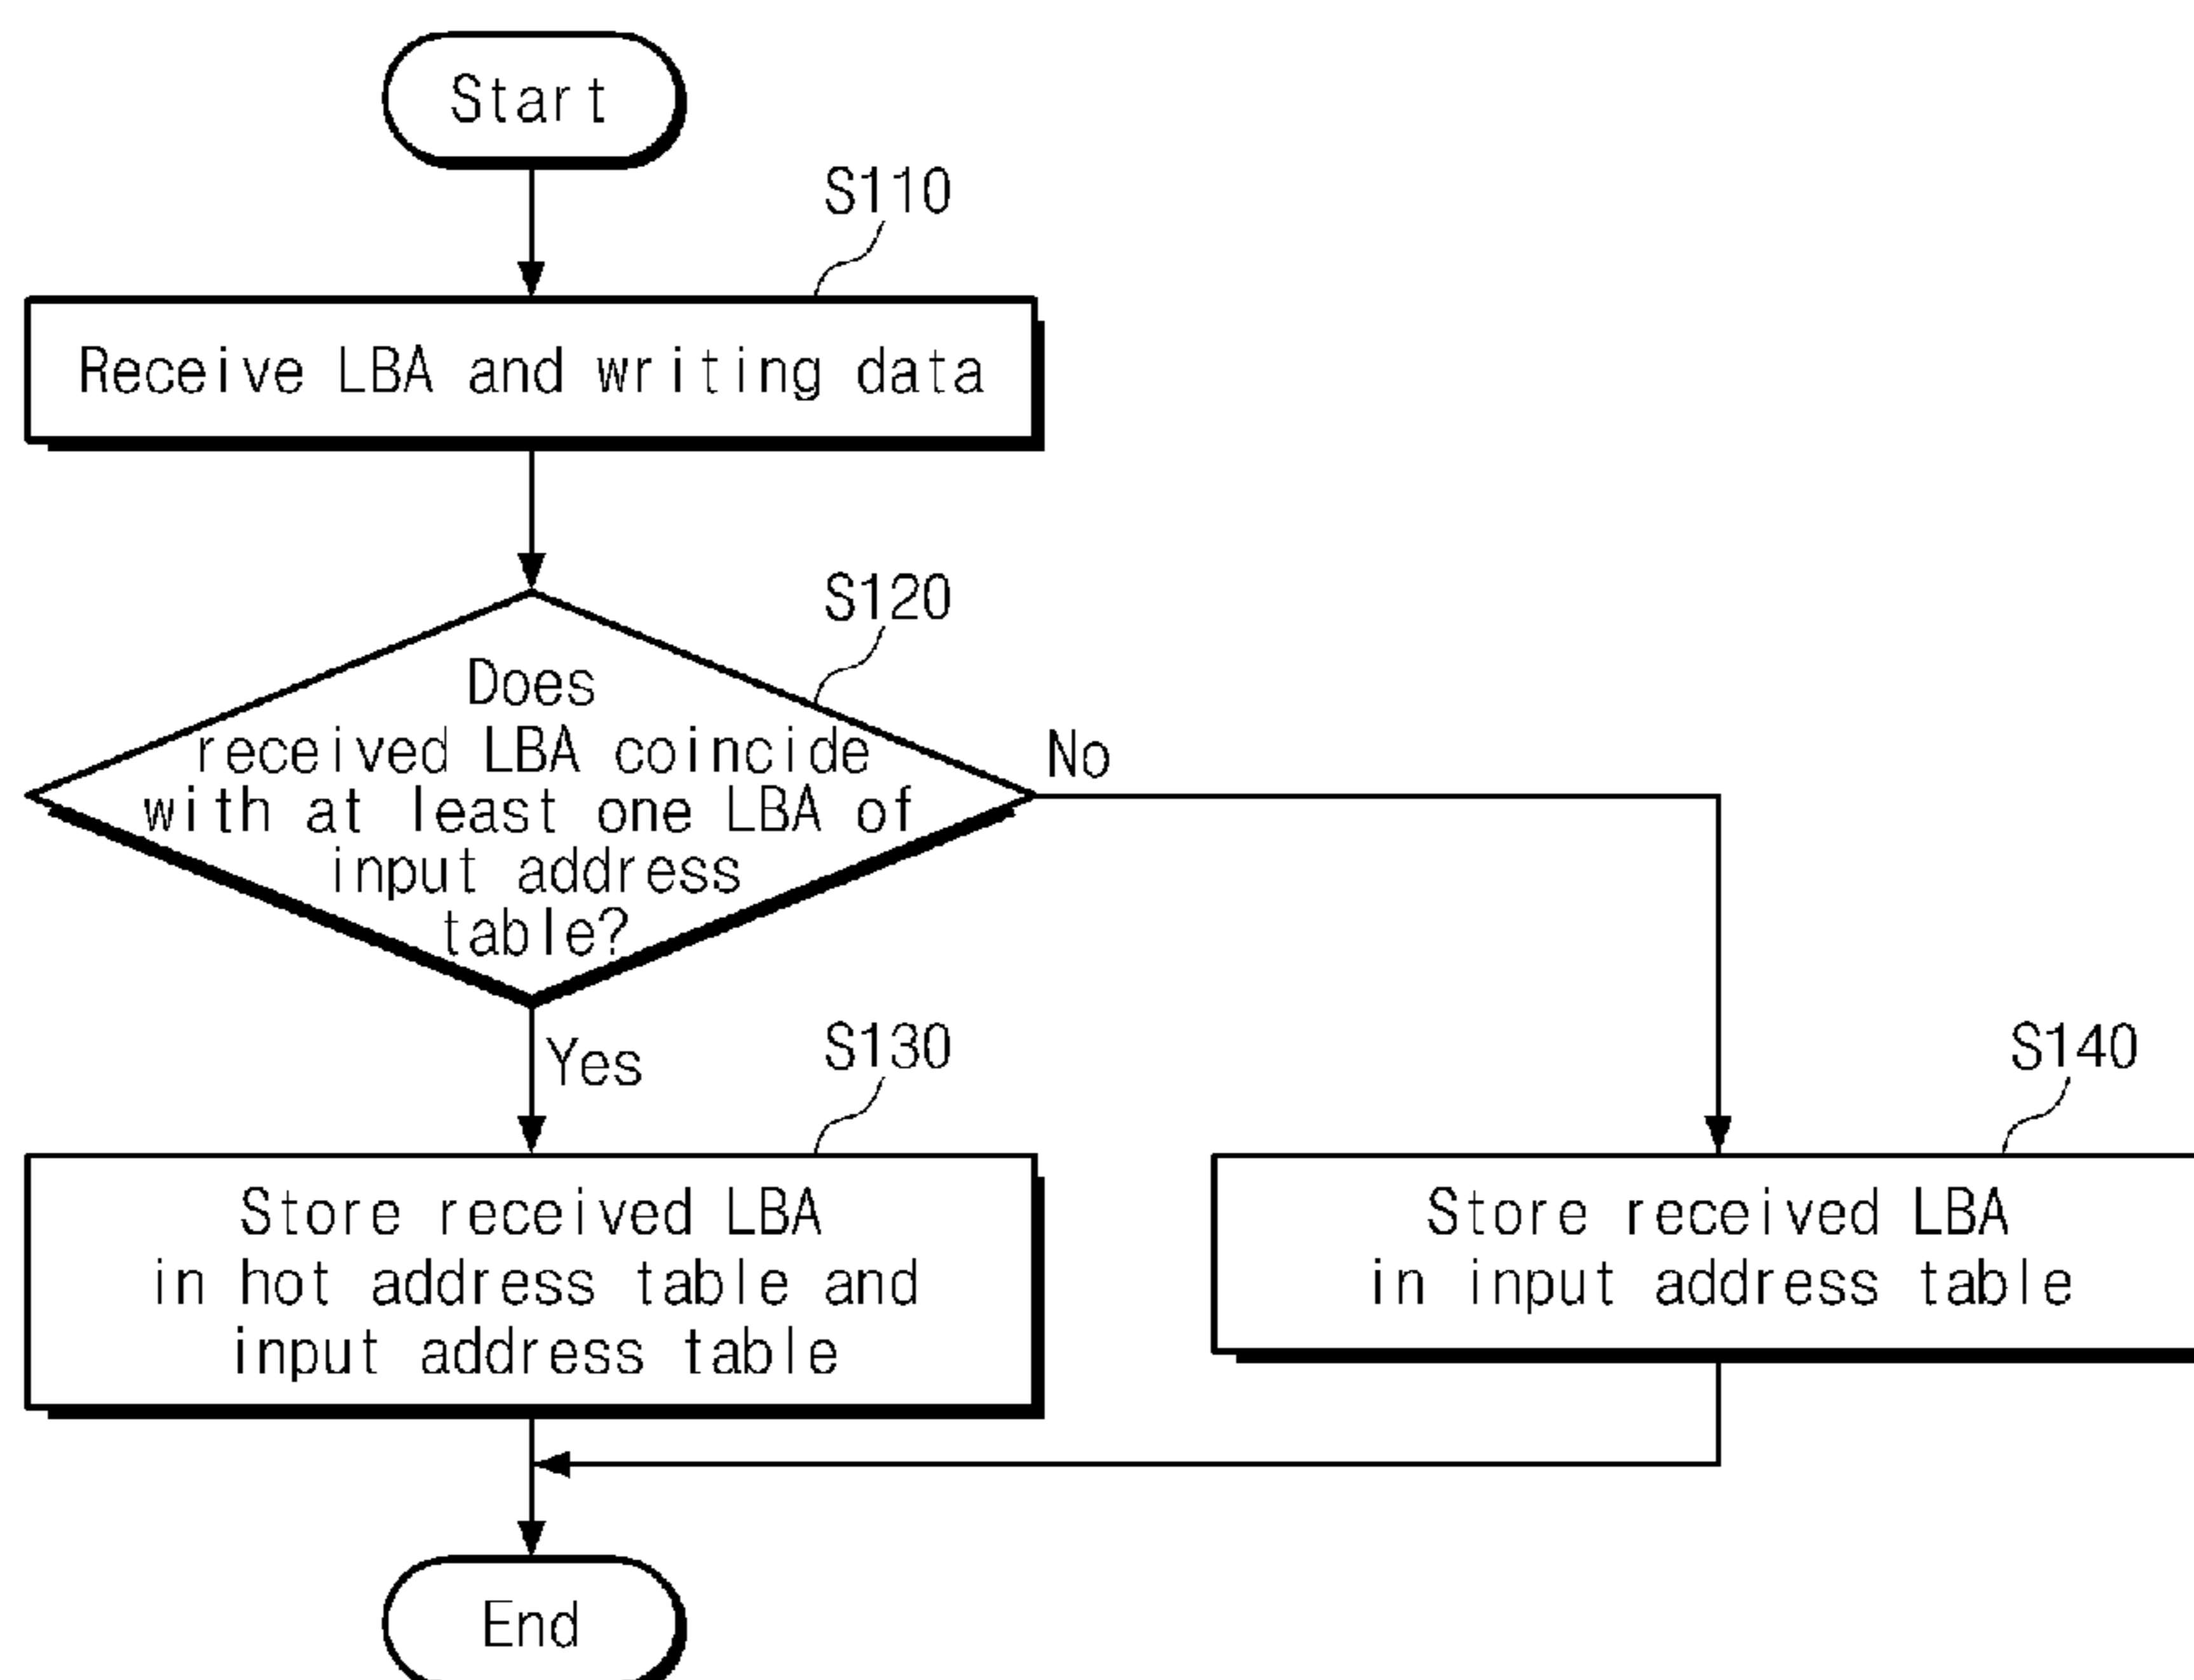 Start
S110
Receive LBA and writing data
S120
Does
received LBA coincide
with at least one LBA of
input address
table?
No
Yes
S130
S140
Store received LBA
in hot address table and
input address table
Store received LBA
in input address table
End